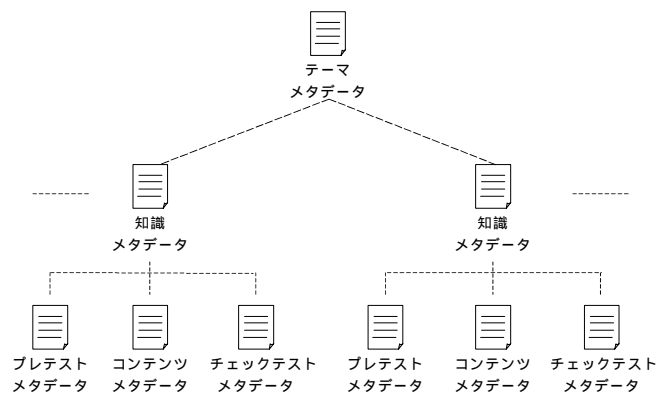 テーマ
メタデータ
知識
メタデータ
知識
メタデータ
プレテスト
メタデータ
コンテンツ
メタデータ
チェックテスト
メタデータ
プレテスト
メタデータ
コンテンツ
メタデータ
チェックテスト
メタデータ